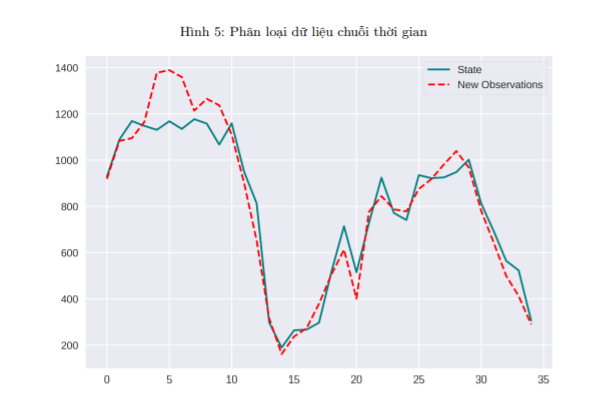 Hình 5: Phân loại dữ liệu chuỗi thời gian
State
New Observations
1400
1200
1000
800
600
400
200
0 5 10 15 20 25 30 35